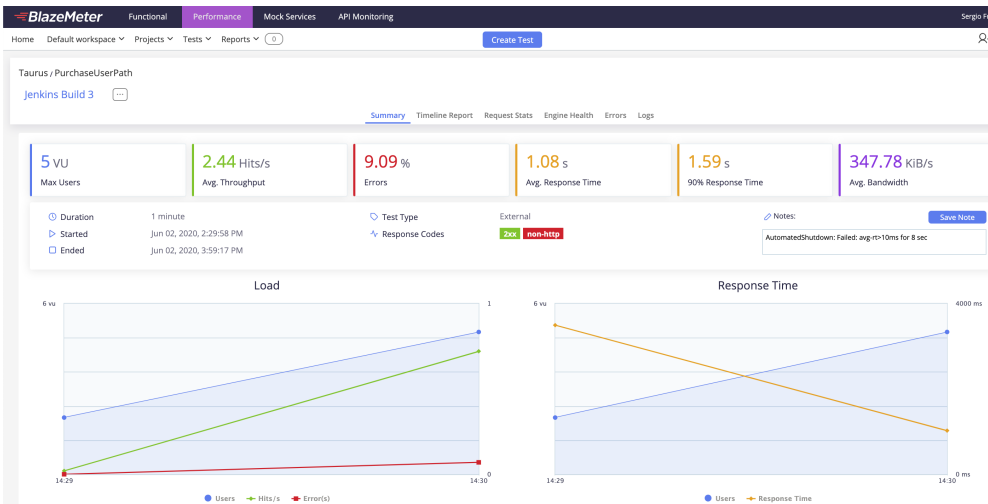 BlazeMeter Functional Performance Mock Services API Monitoring
Home Default workspace Projects Tests Reports 0 Create Test
Taurus / PurchaseUserPath
Jenkins Build 3 ...
Summary Timeline Report Request Stats Engine Health Errors Logs
5 VU 2.44 Hits/s 9.09 % 1.08 s 1.59 s 347.78 KiB/s
Max Users Avg. Throughput Errors Avg. Response Time 90% Response Time Avg. Bandwidth
Duration 1 minute Test Type External Notes: Save Note
Started Jun 02, 2020, 2:29:58 PM Response Codes 2xx non-http AutomatedShutdown: Failed: avg-rt>10ms for 8 sec
Ended Jun 02, 2020, 3:59:17 PM
Load Response Time
6 vu 1 6 vu 4000 ms
0 0 ms
14:29 14:30 14:29 14:30
Users Hits/s Error(s) Users Response Time